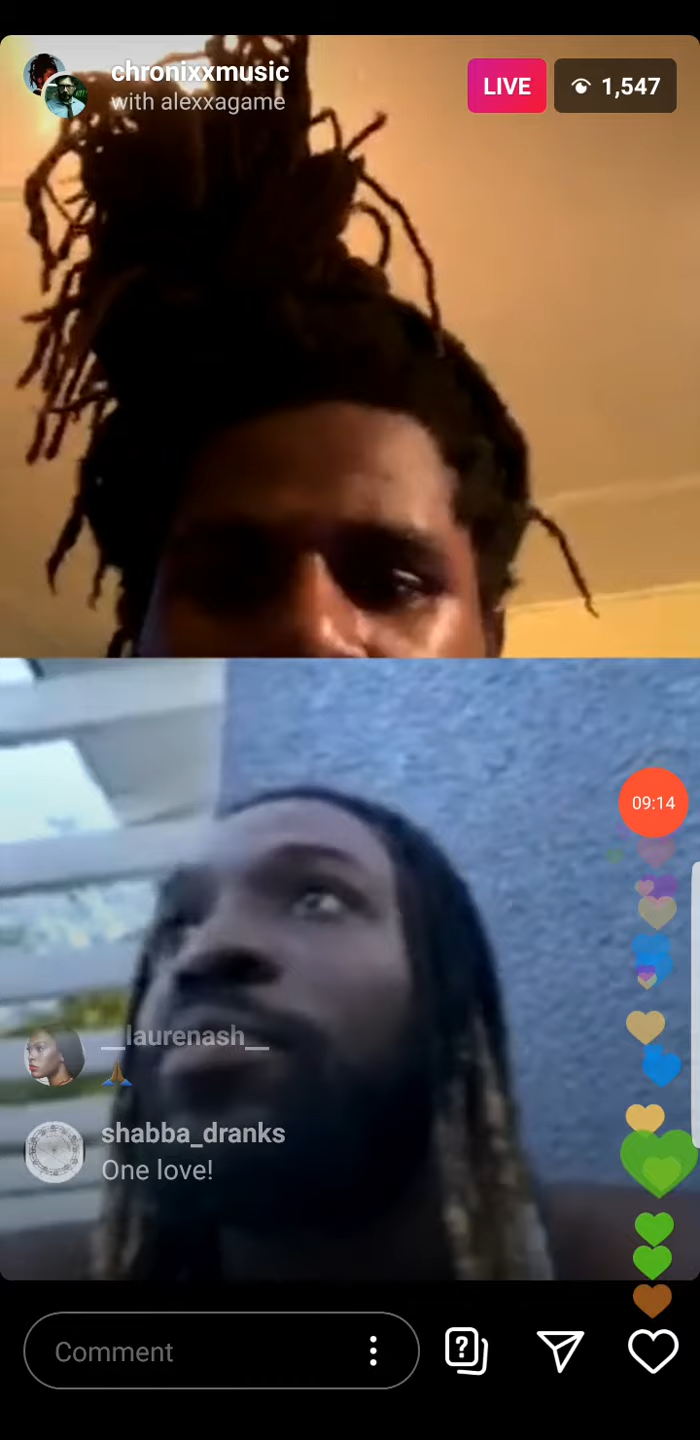 chronixxmusic
with alexxagame
LIVE
1,547
09:14
__laurenash__
🙏
shabba_dranks
One love!
Comment